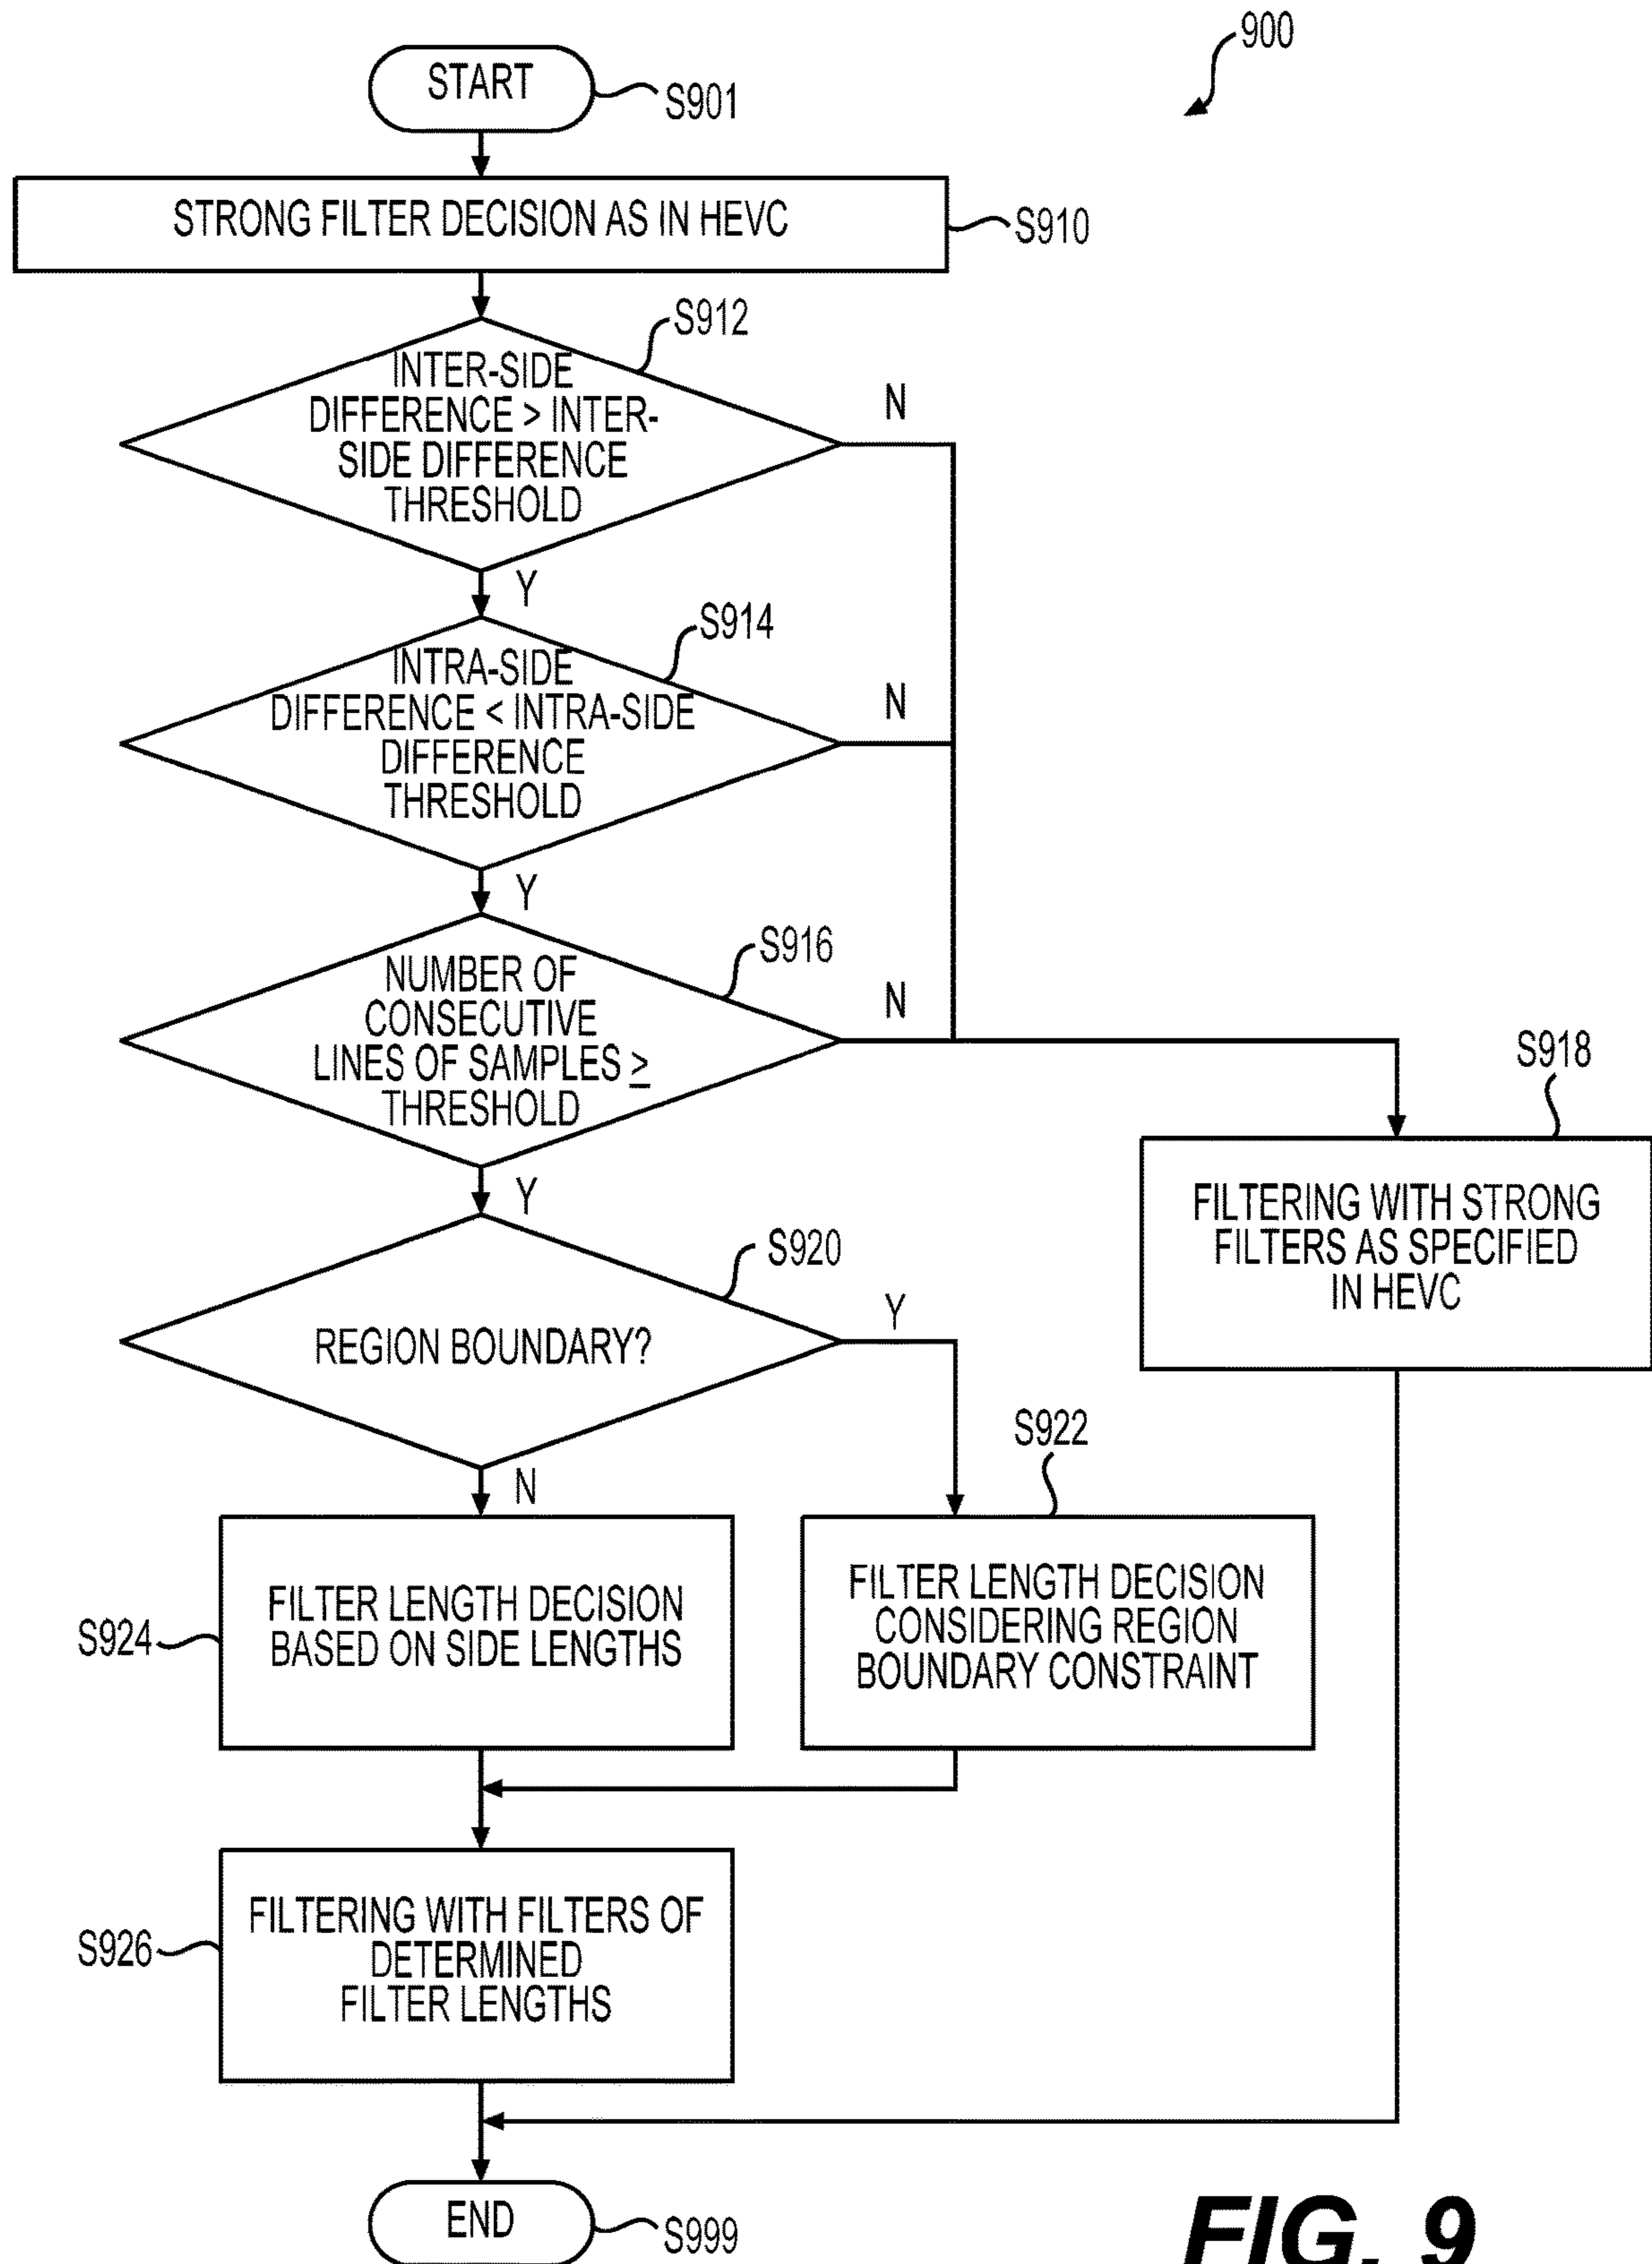 900
START
S901
STRONG FILTER DECISION AS IN HEVC
S910
S912
INTER-SIDE
DIFFERENCE > INTER-
SIDE DIFFERENCE
THRESHOLD
N
Y
S914
INTRA-SIDE
DIFFERENCE < INTRA-SIDE
DIFFERENCE
THRESHOLD
N
Y
S916
NUMBER OF
CONSECUTIVE
LINES OF SAMPLES ≥
THRESHOLD
N
Y
S918
FILTERING WITH STRONG
FILTERS AS SPECIFIED
IN HEVC
S920
REGION BOUNDARY?
Y
N
S922
FILTER LENGTH DECISION
CONSIDERING REGION
BOUNDARY CONSTRAINT
S924
FILTER LENGTH DECISION
BASED ON SIDE LENGTHS
S926
FILTERING WITH FILTERS OF
DETERMINED
FILTER LENGTHS
END
S999
FIG. 9